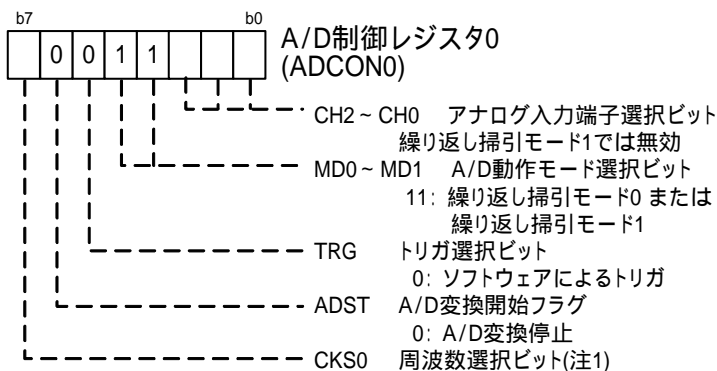 b7 b0
0 0 1 1
A/D制御レジスタ0
(ADCON0)
CH2~CH0 アナログ入力端子選択ビット
繰り返し掃引モード1では無効
MD0~MD1 A/D動作モード選択ビット
11: 繰り返し掃引モード0 または
繰り返し掃引モード1
TRG トリガ選択ビット
0: ソフトウェアによるトリガ
ADST A/D変換開始フラグ
0: A/D変換停止
CKS0 周波数選択ビット(注1)